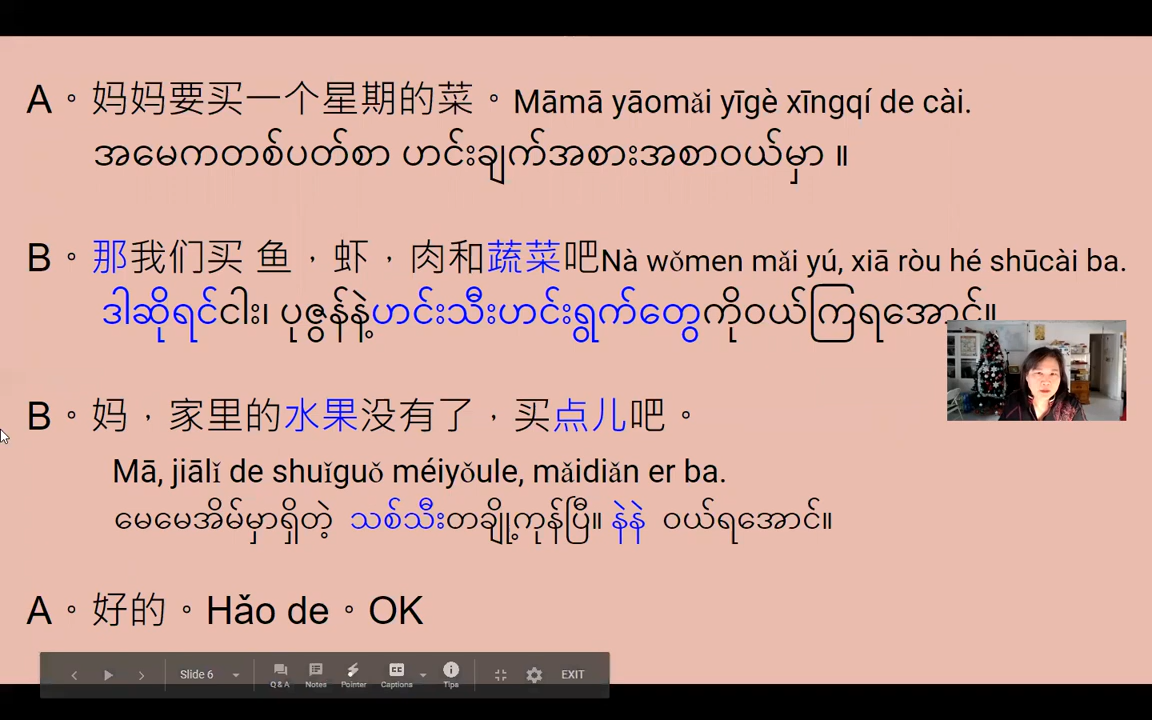 A。妈妈要买一个星期的菜。Māmā yāomǎi yīgè xīngqí de cài.
အမေကတစ်ပတ်စာ ဟင်းချက်အစားအစာဝယ်မှာ ။
B。那我们买 鱼，虾，肉和蔬菜吧Nà wǒmen mǎi yú, xiā ròu hé shūcài ba.
ဒါဆိုရင်ငါး၊ ပုဇွန်နဲ့ဟင်းသီးဟင်းရွက်တွေကိုဝယ်ကြရအောင်။
B。妈，家里的水果没有了，买点儿吧。
Mā, jiālǐ de shuǐguǒ méiyǒule, mǎidiǎn er ba.
မေမေအိမ်မှာရှိတဲ့ သစ်သီးတချို့ကုန်ပြီ။ နဲနဲ ဝယ်ရအောင်။
A。好的。Hǎo de。OK
Slide 6
Q & A Notes Pointer Captions Tips EXIT